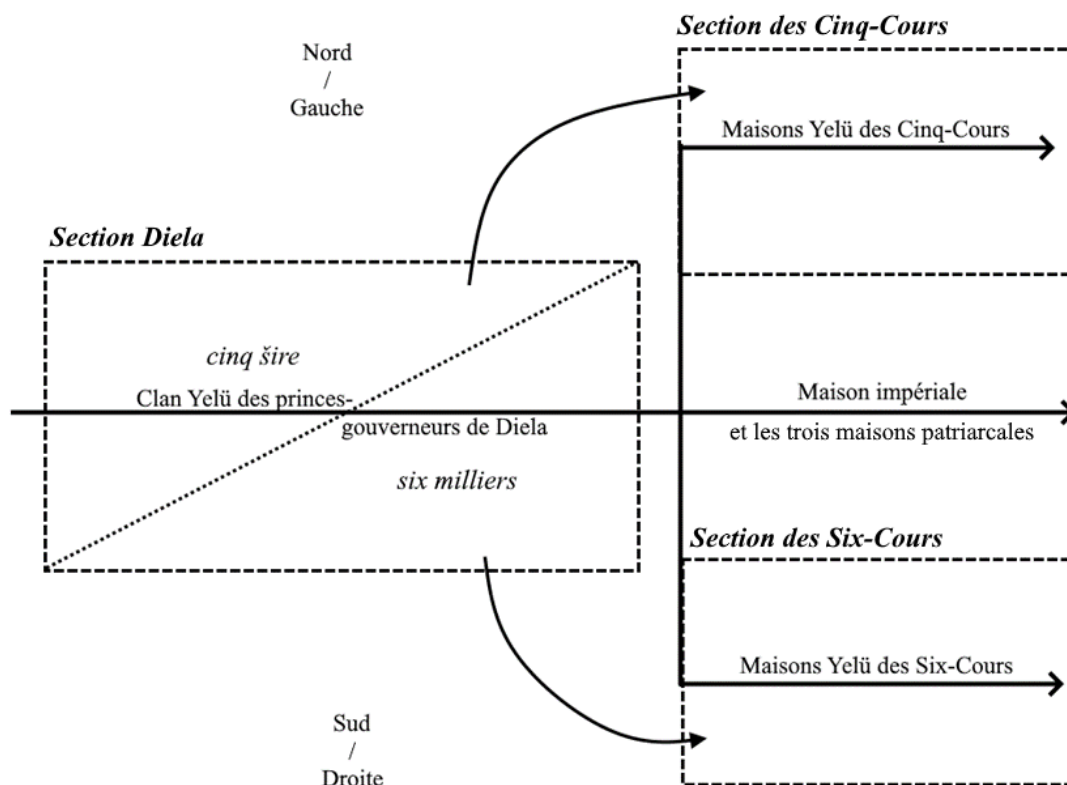 Section des Cinq-Cours
Nord
/
Gauche
Maisons Yelü des Cinq-Cours
Section Diela
cinq šire
Clan Yelü des princes-
gouverneurs de Diela
six milliers
Maison impériale
et les trois maisons patriarcales
Section des Six-Cours
Maisons Yelü des Six-Cours
Sud
/
Droite